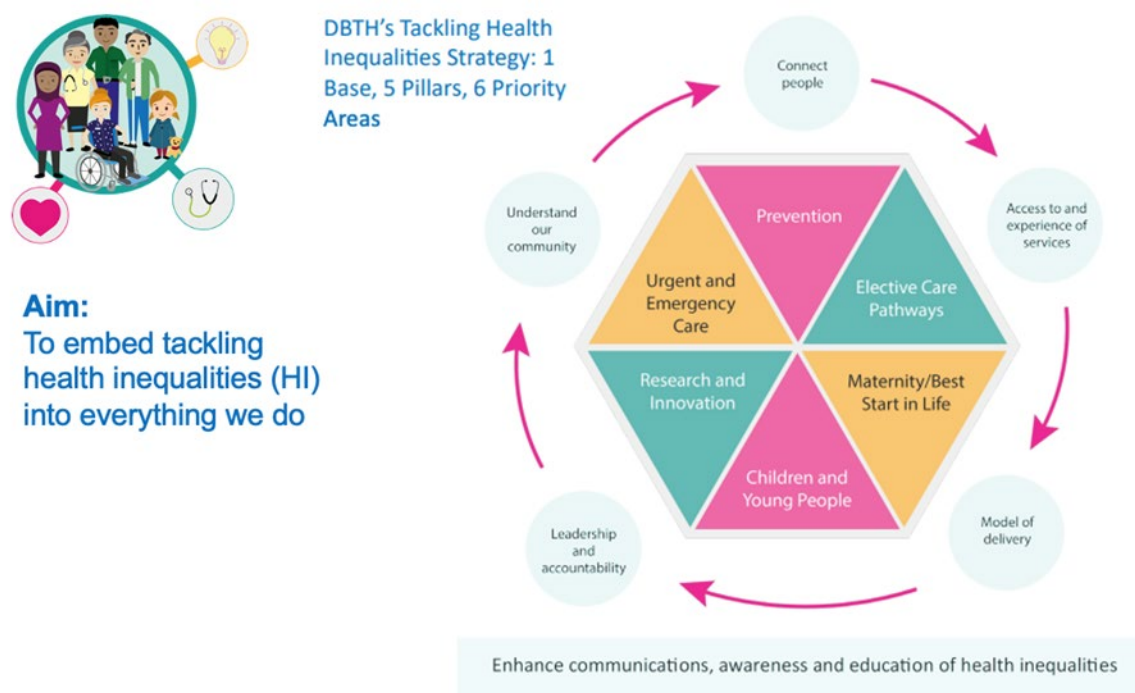 DBTH's Tackling Health
Inequalities Strategy: 1
Base, 5 Pillars, 6 Priority
Areas
Aim:
To embed tackling
health inequalities (HI)
into everything we do
Connect
people
Access to and
experience of
services
Model of
delivery
Leadership
and
accountability
Understand
our
community
Prevention
Elective Care
Pathways
Maternity/Best
Start in Life
Children and
Young People
Research and
Innovation
Urgent and
Emergency
Care
Enhance communications, awareness and education of health inequalities